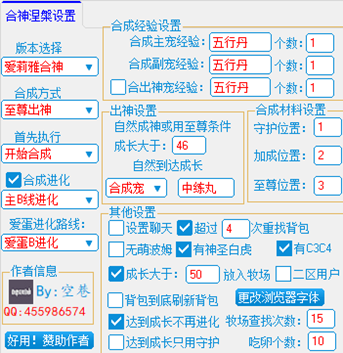 合神涅槃设置
版本选择
爱莉雅合神
合成方式
至尊出神
首先执行
开始合成
合成进化
主B线进化
爱蛋进化路线:
爱蛋B进化
作者信息
By:空巷
QQ:455986574
好用！赞助作者
合成经验设置
合成主宠经验: 五行丹 个数: 1
合成副宠经验: 五行丹 个数: 1
合出神宠经验: 五行丹 个数: 1
出神设置
自然成神或用至尊条件
成长大于: 46
自然到达成长
合成宠 中练丸
合成材料设置
守护位置: 1
加成位置: 2
至尊位置: 3
其他设置
设置聊天 超过 4 次重找背包
无萌波姆 有神圣白虎 有C3C4
成长大于: 50 放入牧场 二区用户
背包到底刷新背包 更改浏览器字体
达到成长不再进化 牧场查找次数: 15
达到成长只用守护 吃卵个数: 10